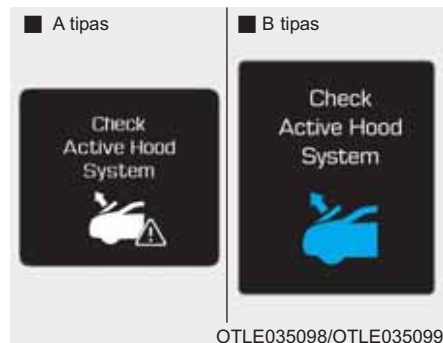 ■ A tipas
Check
Active Hood
System
■ B tipas
Check
Active Hood
System
OTLE035098/OTLE035099